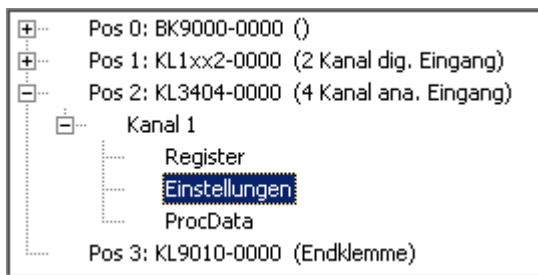 Pos 0: BK9000-0000 ()
Pos 1: KL1xx2-0000 (2 Kanal dig. Eingang)
Pos 2: KL3404-0000 (4 Kanal ana. Eingang)
Kanal 1
Register
Einstellungen
ProcData
Pos 3: KL9010-0000 (Endklemme)